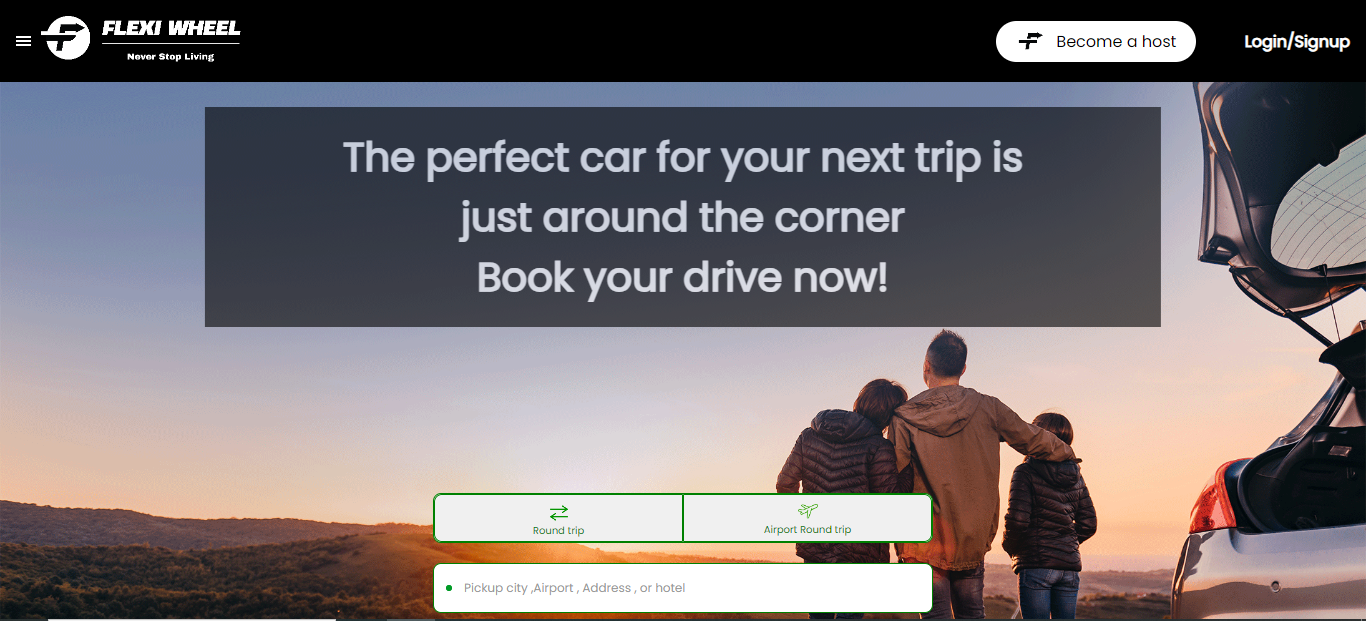 FLEXI WHEEL
Never Stop Living
Become a host
Login/Signup
The perfect car for your next trip is
just around the corner
Book your drive now!
Round trip
Airport Round trip
Pickup city ,Airport , Address , or hotel